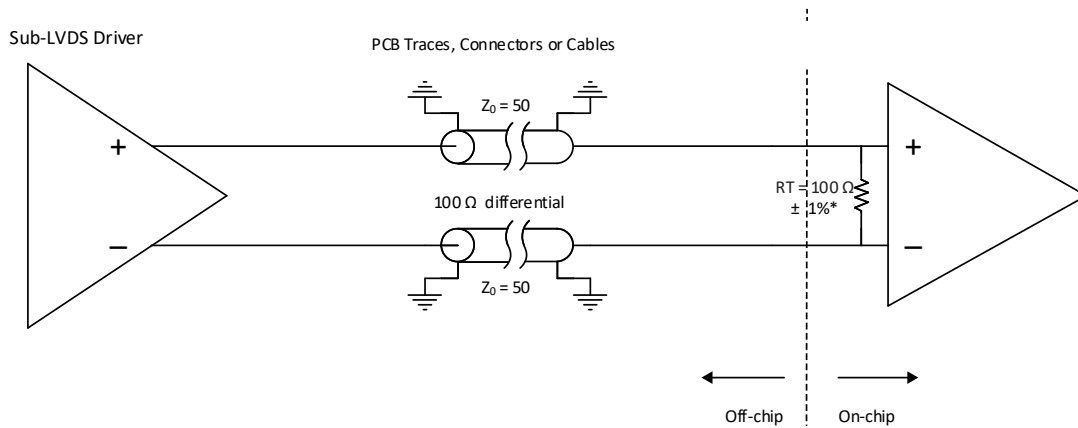 Sub-LVDS Driver
PCB Traces, Connectors or Cables
Z₀ = 50
+
+
RT = 100 Ω
± 1%*
100 Ω differential
−
−
Z₀ = 50
Off-chip
On-chip